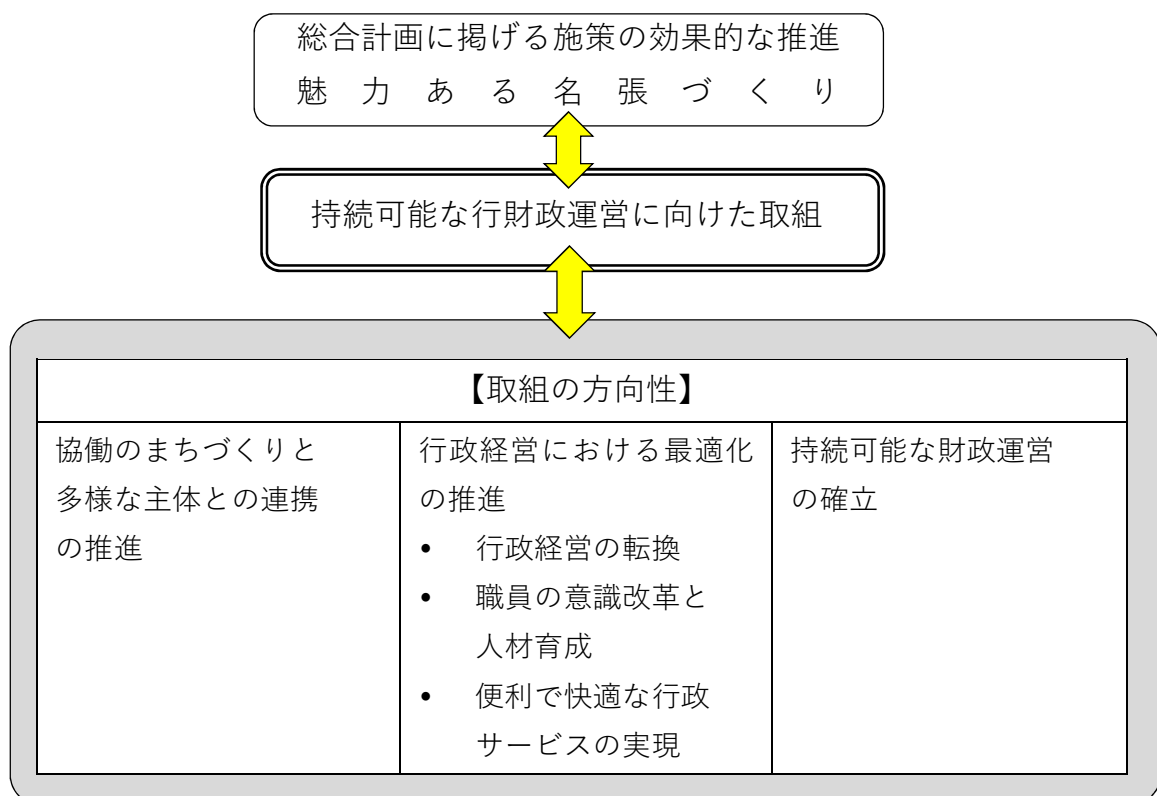 総合計画に掲げる施策の効果的な推進
魅力ある名張づくり
持続可能な行財政運営に向けた取組
【取組の方向性】
協働のまちづくりと
多様な主体との連携
の推進
行政経営における最適化
の推進
• 行政経営の転換
• 職員の意識改革と
人材育成
• 便利で快適な行政
サービスの実現
持続可能な財政運営
の確立